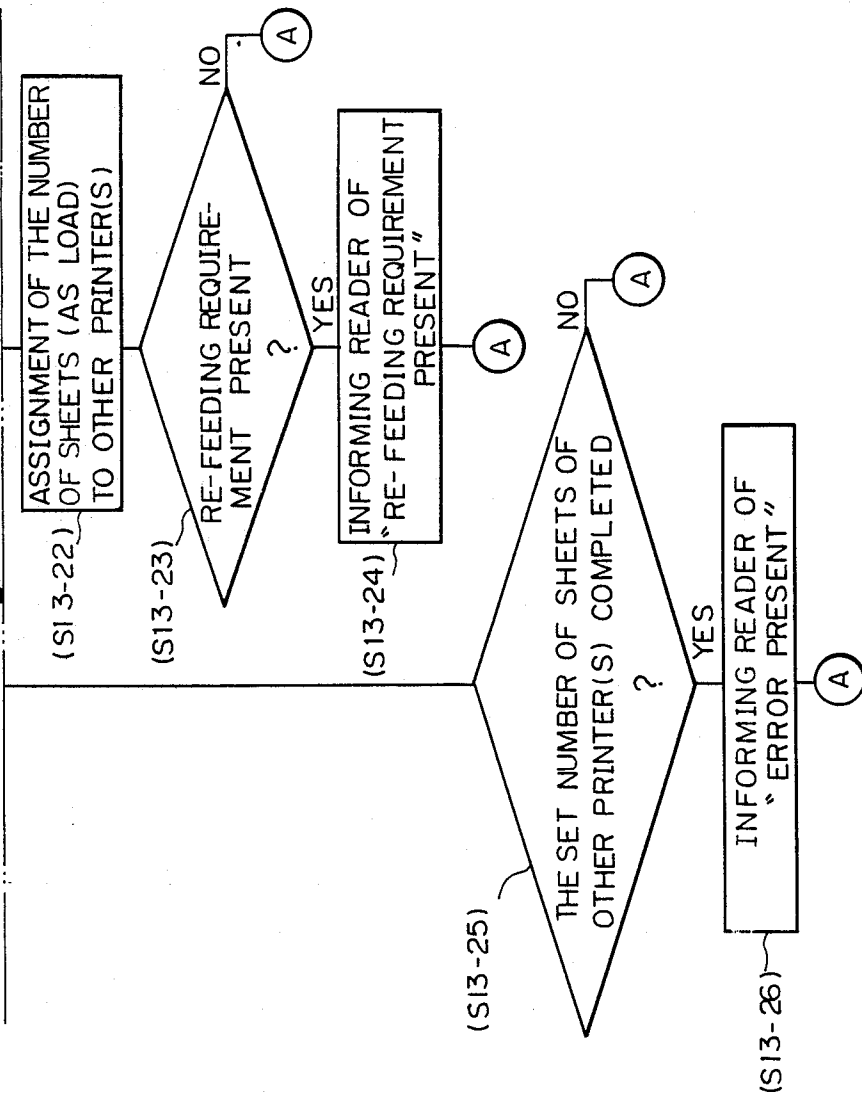 (S13-22)
ASSIGNMENT OF THE NUMBER
OF SHEETS (AS LOAD)
TO OTHER PRINTER(S)
(S13-23)
RE-FEEDING REQUIRE-
MENT PRESENT
?
NO
A
YES
(S13-24)
INFORMING READER OF
"RE-FEEDING REQUIREMENT
PRESENT"
A
(S13-25)
THE SET NUMBER OF SHEETS OF
OTHER PRINTER(S) COMPLETED
?
NO
A
YES
(S13-26)
INFORMING READER OF
"ERROR PRESENT"
A